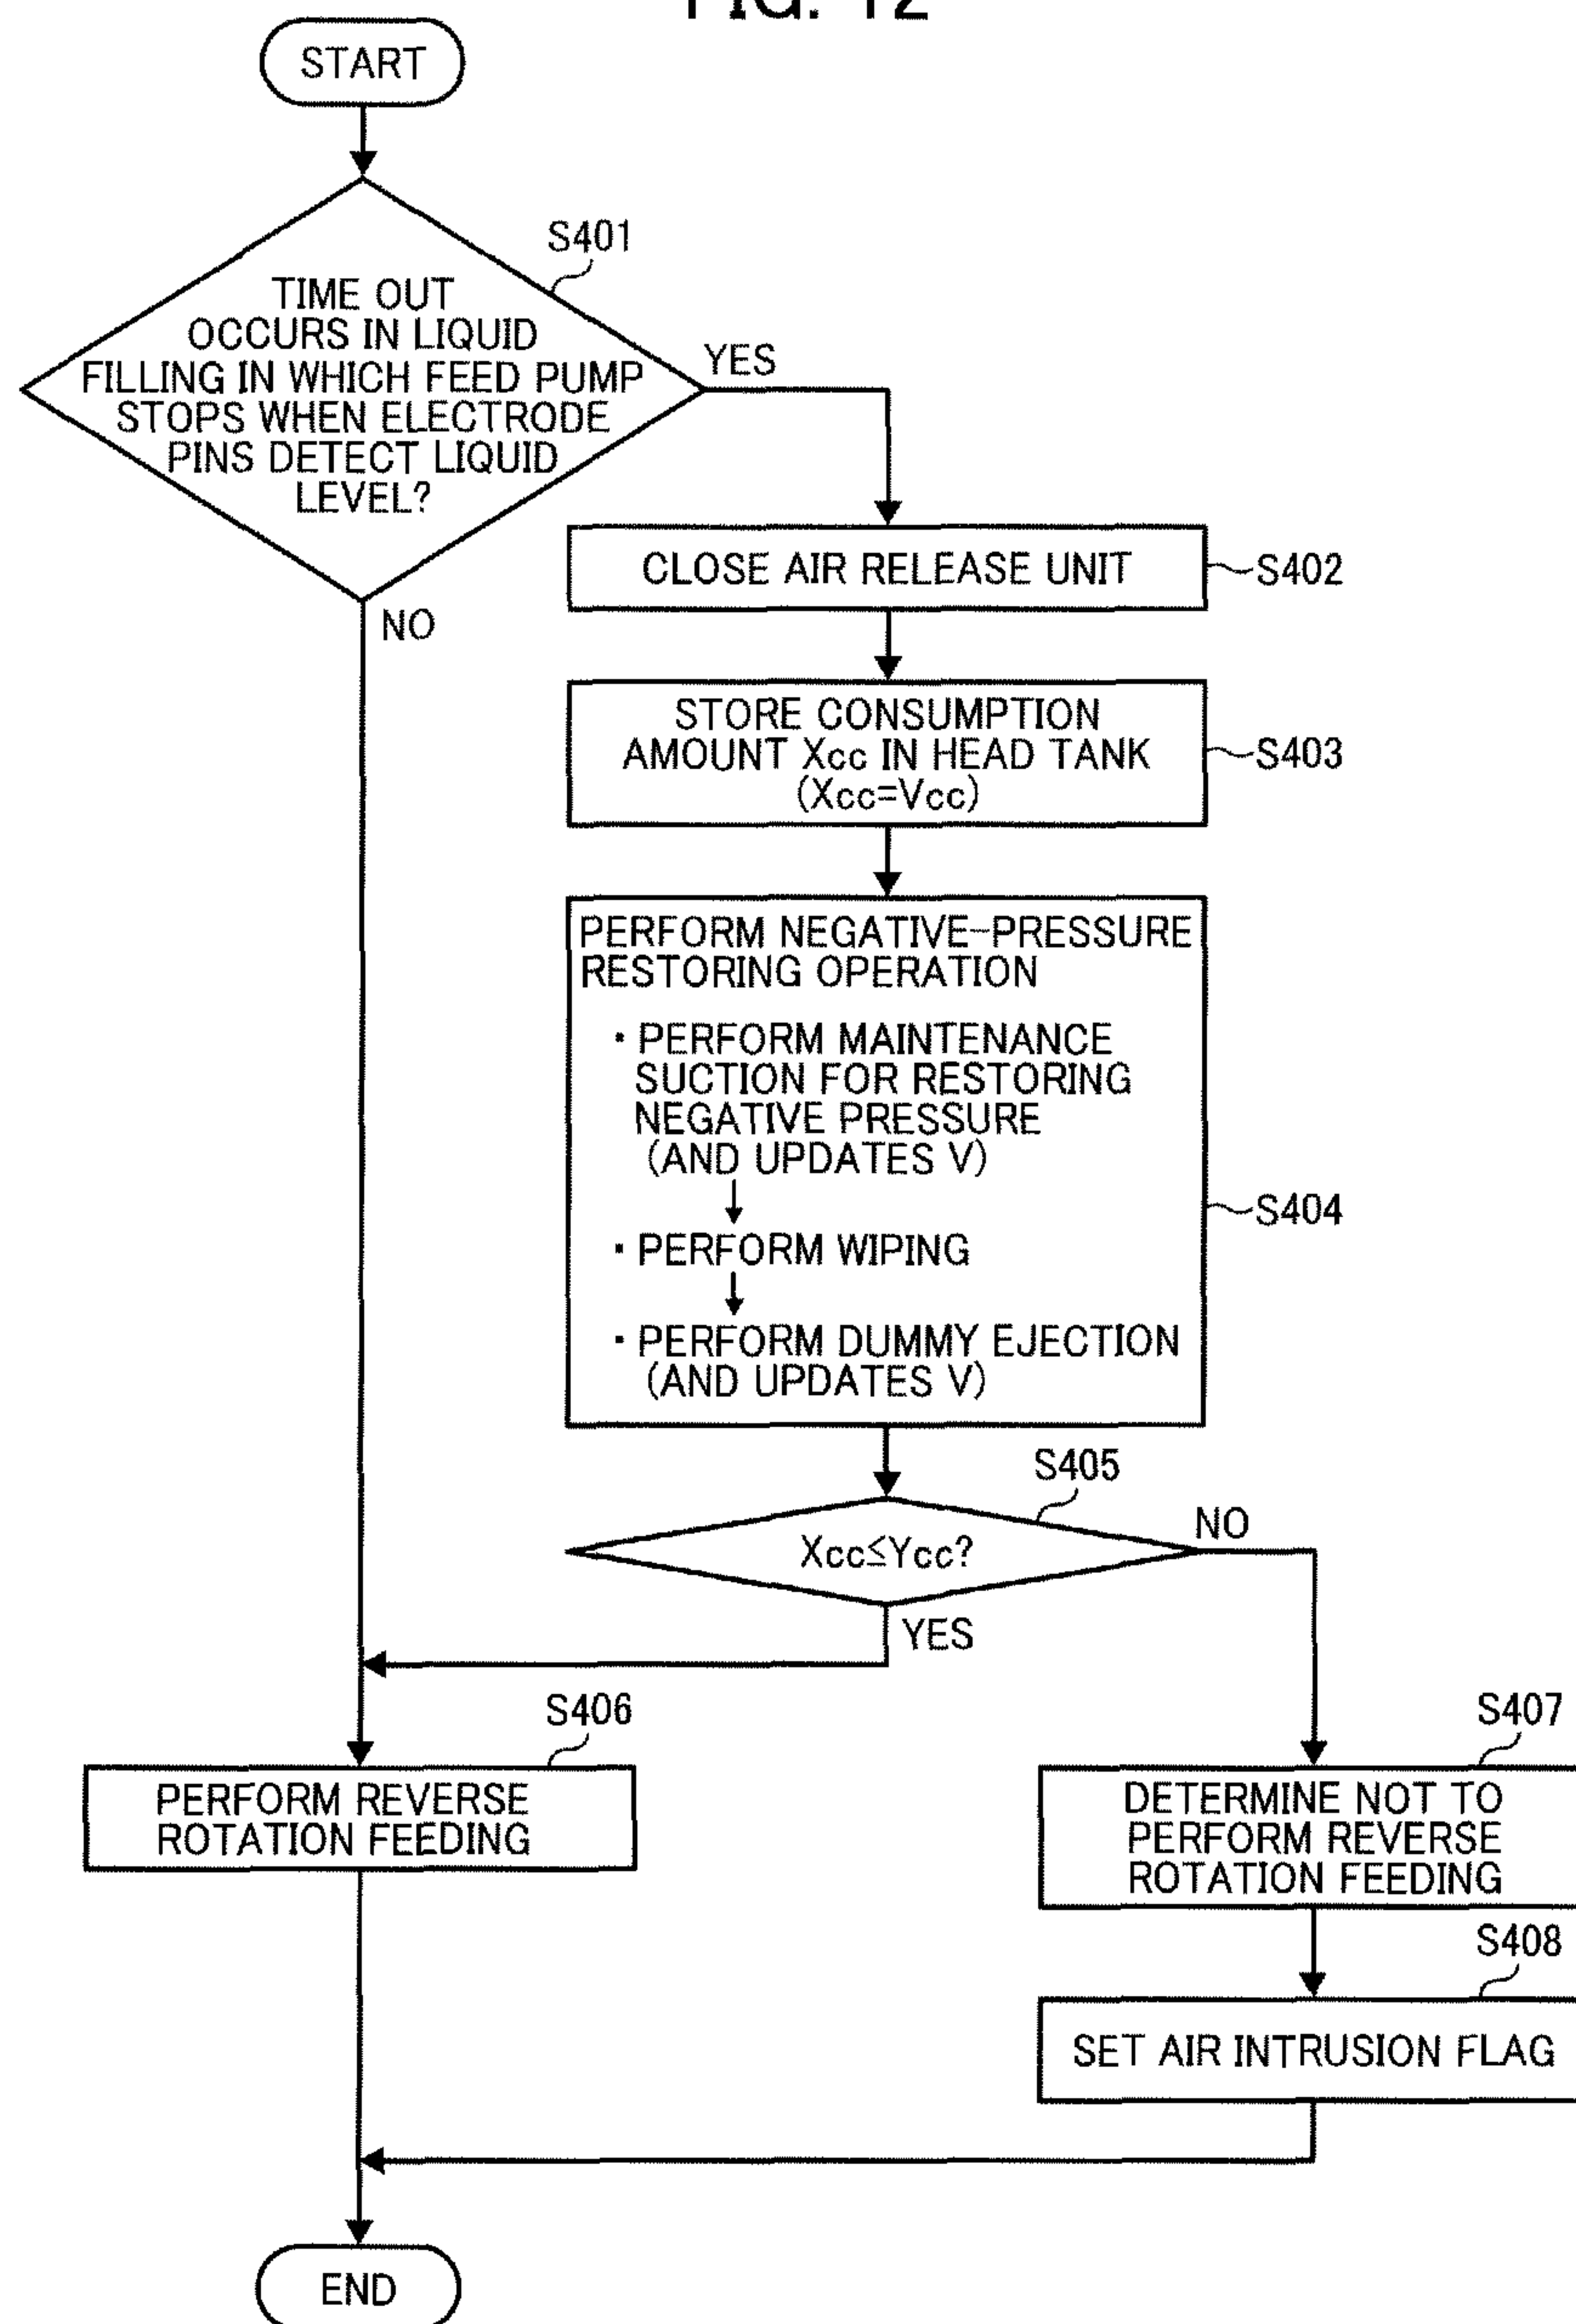 FIG. 12
START
S401
TIME OUT
OCCURS IN LIQUID
FILLING IN WHICH FEED PUMP
STOPS WHEN ELECTRODE
PINS DETECT LIQUID
LEVEL?
YES
NO
CLOSE AIR RELEASE UNIT
S402
STORE CONSUMPTION
AMOUNT Xcc IN HEAD TANK
(Xcc=Vcc)
S403
PERFORM NEGATIVE-PRESSURE
RESTORING OPERATION
・PERFORM MAINTENANCE
SUCTION FOR RESTORING
NEGATIVE PRESSURE
(AND UPDATES V)
・PERFORM WIPING
・PERFORM DUMMY EJECTION
(AND UPDATES V)
S404
S405
Xcc≤Ycc?
NO
YES
S406
PERFORM REVERSE
ROTATION FEEDING
S407
DETERMINE NOT TO
PERFORM REVERSE
ROTATION FEEDING
S408
SET AIR INTRUSION FLAG
END